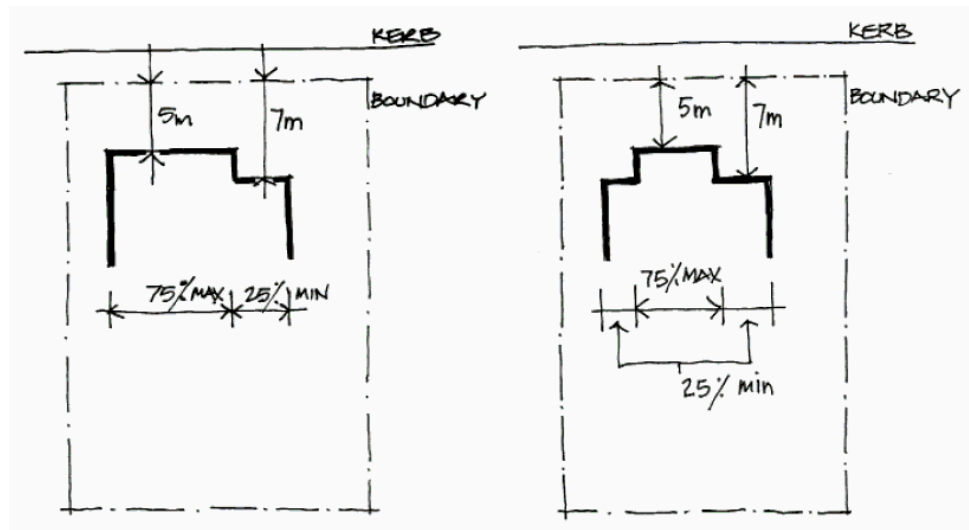 KERB
BOUNDARY
5m
7m
75% MAX
25% MIN
KERB
BOUNDARY
5m
7m
75% MAX
25% min